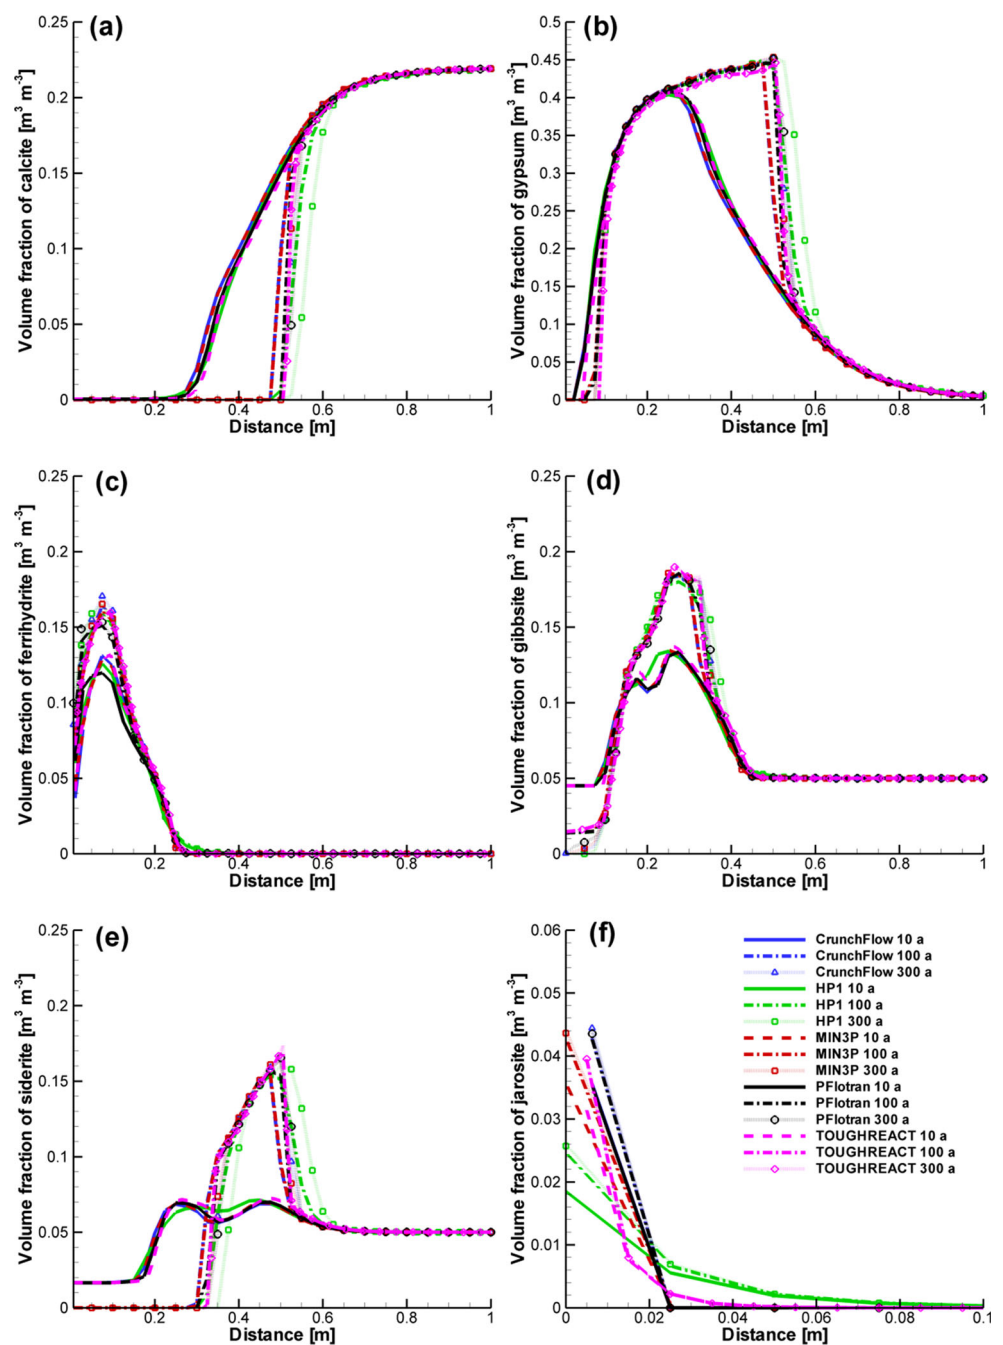 (a)
Volume fraction of calcite [m³ m⁻³]
0.25
0.2
0.15
0.1
0.05
0
0.2
0.4
0.6
0.8
1
Distance [m]
(b)
Volume fraction of gypsum [m³ m⁻³]
0.5
0.45
0.4
0.35
0.3
0.25
0.2
0.15
0.1
0.05
0
0
0.2
0.4
0.6
0.8
1
Distance [m]
(c)
Volume fraction of ferrihydrite [m³ m⁻³]
0.25
0.2
0.15
0.1
0.05
0
0.2
0.4
0.6
0.8
1
Distance [m]
(d)
Volume fraction of gibbsite [m³ m⁻³]
0.25
0.2
0.15
0.1
0.05
0
0
0.2
0.4
0.6
0.8
1
Distance [m]
(e)
Volume fraction of siderite [m³ m⁻³]
0.25
0.2
0.15
0.1
0.05
0
0.2
0.4
0.6
0.8
1
Distance [m]
(f)
Volume fraction of jarosite [m³ m⁻³]
0.06
0.05
0.04
0.03
0.02
0.01
0
0
0.02
0.04
0.06
0.08
0.1
Distance [m]
CrunchFlow 10 a
CrunchFlow 100 a
CrunchFlow 300 a
HP1 10 a
HP1 100 a
HP1 300 a
MIN3P 10 a
MIN3P 100 a
MIN3P 300 a
PFlotran 10 a
PFlotran 100 a
PFlotran 300 a
TOUGHREACT 10 a
TOUGHREACT 100 a
TOUGHREACT 300 a